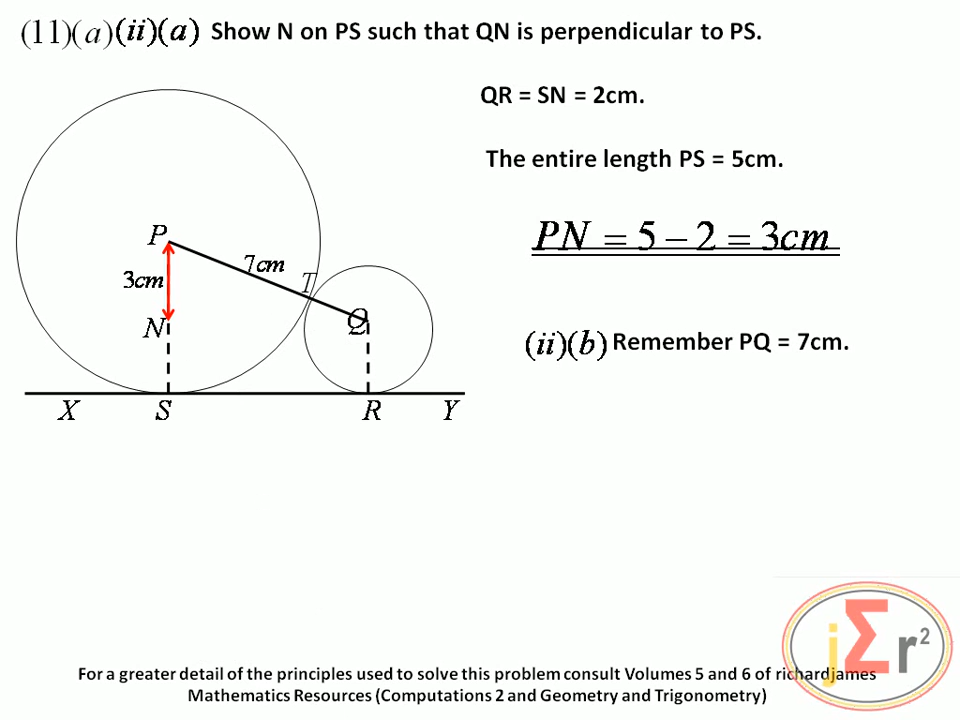 (11)(a)(ii)(a) Show N on PS such that QN is perpendicular to PS.
QR = SN = 2cm.
The entire length PS = 5cm.
PN = 5 – 2 = 3cm
(ii)(b) Remember PQ = 7cm.
P
7cm
T
3cm
N
Q
X S R Y
jΣr²
For a greater detail of the principles used to solve this problem consult Volumes 5 and 6 of richardjames
Mathematics Resources (Computations 2 and Geometry and Trigonometry)